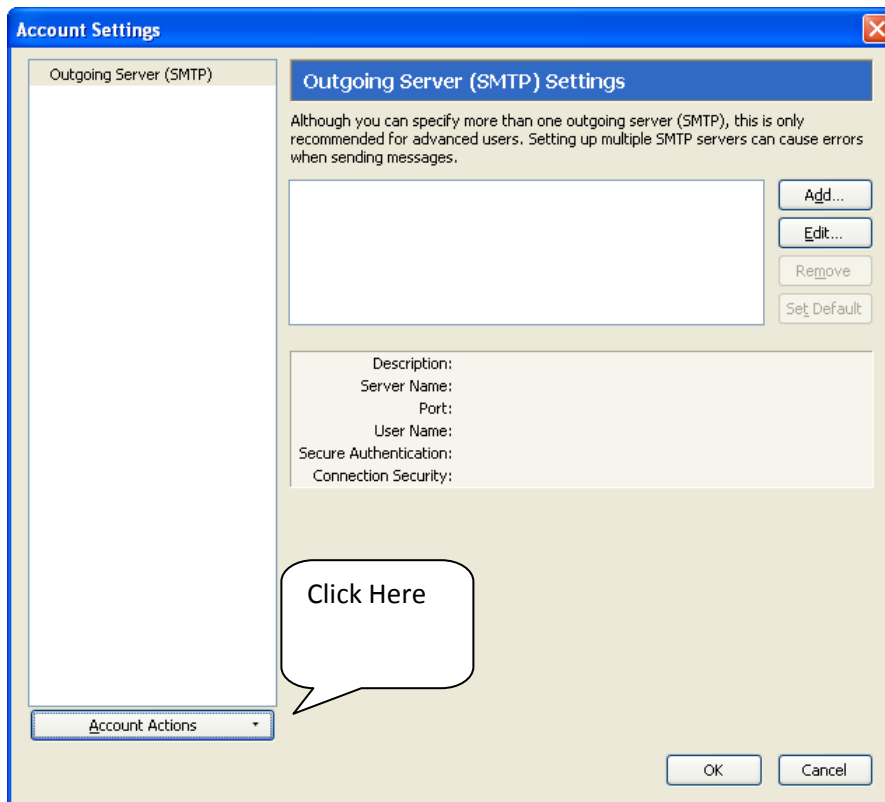 Account Settings
Outgoing Server (SMTP)
Outgoing Server (SMTP) Settings
Although you can specify more than one outgoing server (SMTP), this is only
recommended for advanced users. Setting up multiple SMTP servers can cause errors
when sending messages.
Add...
Edit...
Remove
Set Default
Description:
Server Name:
Port:
User Name:
Secure Authentication:
Connection Security:
Click Here
Account Actions
OK
Cancel